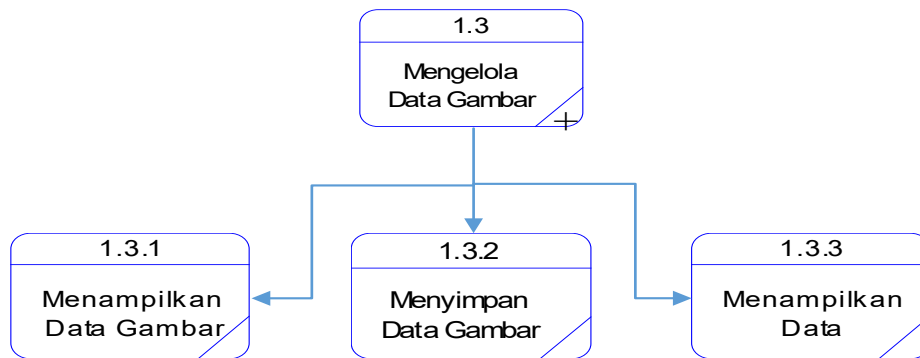 1.3
Mengelola
Data Gambar
1.3.1
Menampilkan
Data Gambar
1.3.2
Menyimpan
Data Gambar
1.3.3
Menampilkan
Data